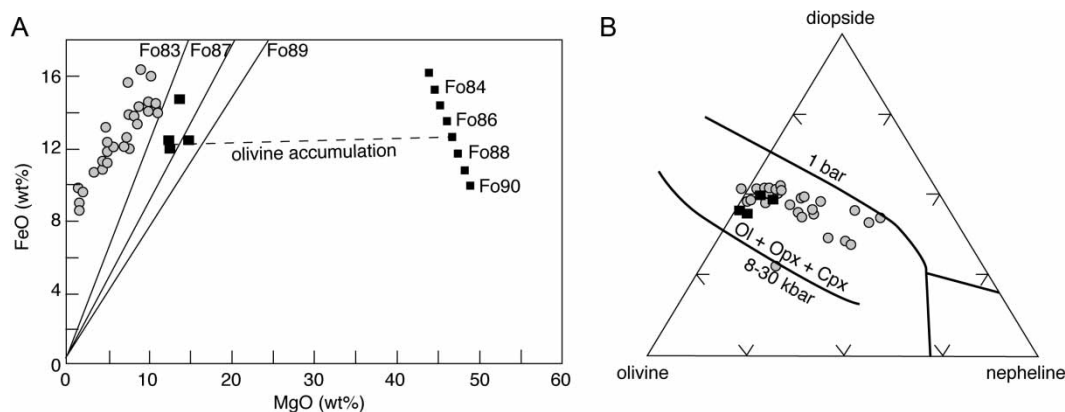 A
FeO (wt%)
16
12
8
4
0
Fo83
Fo87
Fo89
Fo84
Fo86
Fo88
Fo90
olivine accumulation
0
10
20
30
40
50
60
MgO (wt%)
B
diopside
1 bar
Ol + Opx + Cpx
8-30 kbar
olivine
nepheline